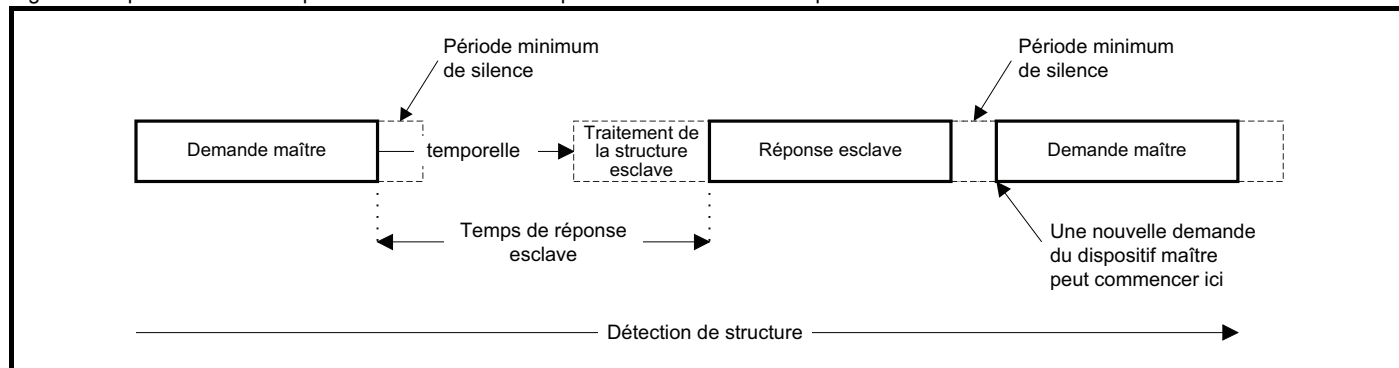 Période minimum
de silence
Période minimum
de silence
Demande maître
temporelle
Traitement de
la structure
esclave
Réponse esclave
Demande maître
Temps de réponse
esclave
Une nouvelle demande
du dispositif maître
peut commencer ici
Détection de structure